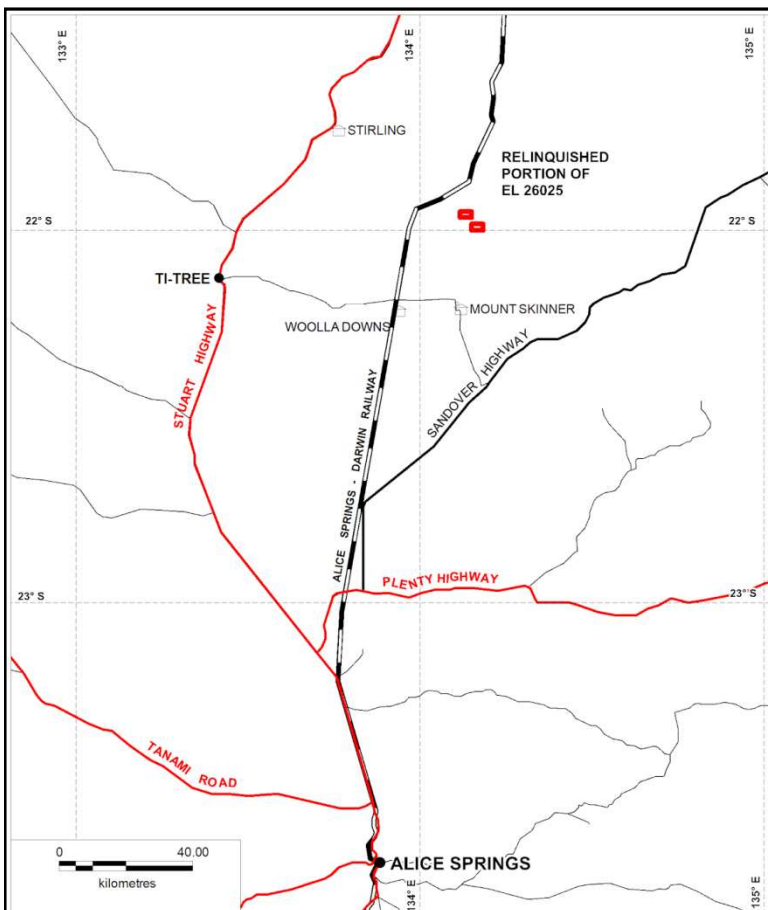 133° E
134° E
135° E
STIRLING
RELINQUISHED
PORTION OF
EL 26025
22° S
22° S
TI-TREE
WOOLLA DOWNS
MOUNT SKINNER
STUART HIGHWAY
SANDOVER HIGHWAY
ALICE SPRINGS - DARWIN RAILWAY
PLENTY HIGHWAY
23° S
23° S
TANAMI ROAD
0 40.00
kilometres
ALICE SPRINGS
134° E
135° E